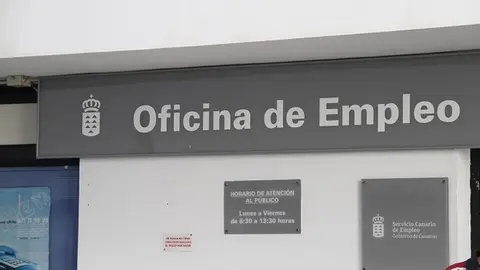 Oficina de Empleo
HORARIO DE ATENCIÓN
AL PÚBLICO
Lunes a Viernes
de 8:30 a 13:30 horas
Servicio Canario
de Empleo
Gobierno de Canarias